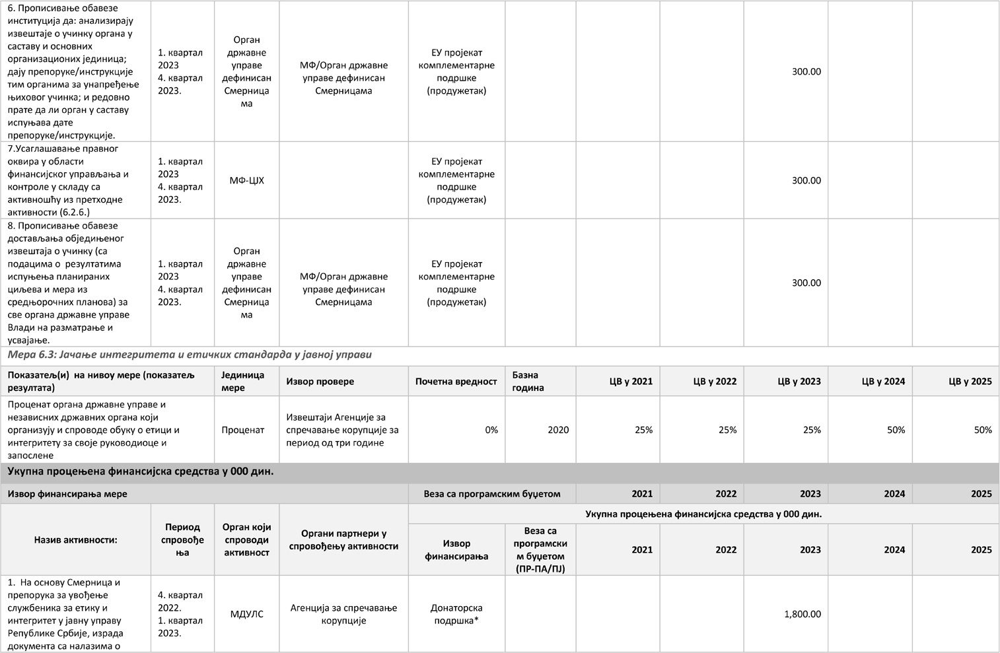 6. Прописивање обавезе
институција да: анализирају
извештаје о учинку органа у
саставу и основних
организационих јединица;
дају препоруке/инструкције
тим органима за унапређење
њиховог учинка; и редовно
прате да ли орган у саставу
испуњава дате
препоруке/инструкције.
1. квартал
2023
4. квартал
2023.
Орган
државне
управе
дефинисан
Смерница
ма
МФ/Орган државне
управе дефинисан
Смерницама
ЕУ пројекат
комплементарне
подршке
(продужетак)
300.00
7.Усаглашавање правног
оквира у области
финансијског управљања и
контроле у складу са
активношћу из претходне
активности (6.2.6.)
1. квартал
2023
4. квартал
2023.
МФ-ЦЈХ
ЕУ пројекат
комплементарне
подршке
(продужетак)
300.00
8. Прописивање обавезе
достављања обједињеног
извештаја о учинку (са
подацима о  резултатима
испуњења планираних
циљева и мера из
средњорочних планова) за
све органа државне управе
Влади на разматрање и
усвајање.
1. квартал
2023
4. квартал
2023.
Орган
државне
управе
дефинисан
Смерница
ма
МФ/Орган државне
управе дефинисан
Смерницама
ЕУ пројекат
комплементарне
подршке
(продужетак)
300.00
Мера 6.3: Јачање интегритета и етичких стандарда у јавној управи
Показатељ(и)  на нивоу мере (показатељ
резултата)
Јединица
мере
Извор провере
Почетна вредност
Базна
година
ЦВ у 2021
ЦВ у 2022
ЦВ у 2023
ЦВ у 2024
ЦВ у 2025
Проценат органа државне управе и
независних државних органа који
организују и спроводе обуку о етици и
интегритету за своје руководиоце и
запослене
Проценат
Извештаји Агенције за
спречавање корупције за
период од три године
0%
2020
25%
25%
25%
50%
50%
Укупна процењена финансијска средства у 000 дин.
Извор финансирања мере
Веза са програмским буџетом
2021
2022
2023
2024
2025
Назив активности:
Период
спровође
ња
Орган који
спроводи
активност
Органи партнери у
спровођењу активности
Укупна процењена финансијска средства у 000 дин.
Извор
финансирања
Веза са
програмски
м буџетом
(ПР-ПА/ПЈ)
2021
2022
2023
2024
2025
1.  На основу Смерница и
препорука за увођење
службеника за етику и
интегритет у јавну управу
Републике Србије, израда
документа са налазима о
4. квартал
2022.
1. квартал
2023.
МДУЛС
Агенција за спречавање
корупције
Донаторска
подршка*
1,800.00